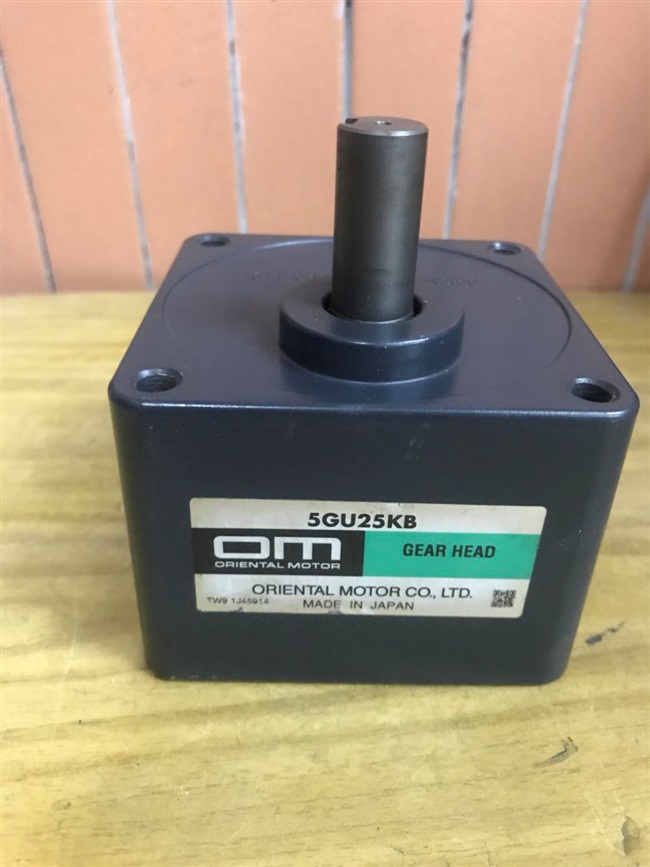 5GU25KB
OM
ORIENTAL MOTOR
GEAR HEAD
ORIENTAL MOTOR CO., LTD.
TW9 1J45914
MADE IN JAPAN